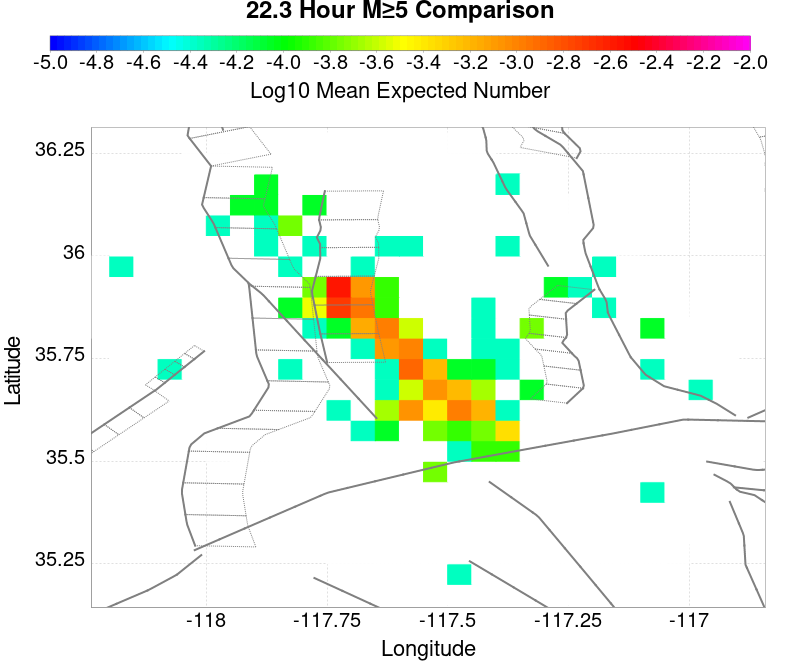 22.3 Hour M≥5 Comparison
-5.0 -4.8 -4.6 -4.4 -4.2 -4.0 -3.8 -3.6 -3.4 -3.2 -3.0 -2.8 -2.6 -2.4 -2.2 -2.0
Log10 Mean Expected Number
36.25
36
35.75
35.5
35.25
Latitude
-118 -117.75 -117.5 -117.25 -117
Longitude